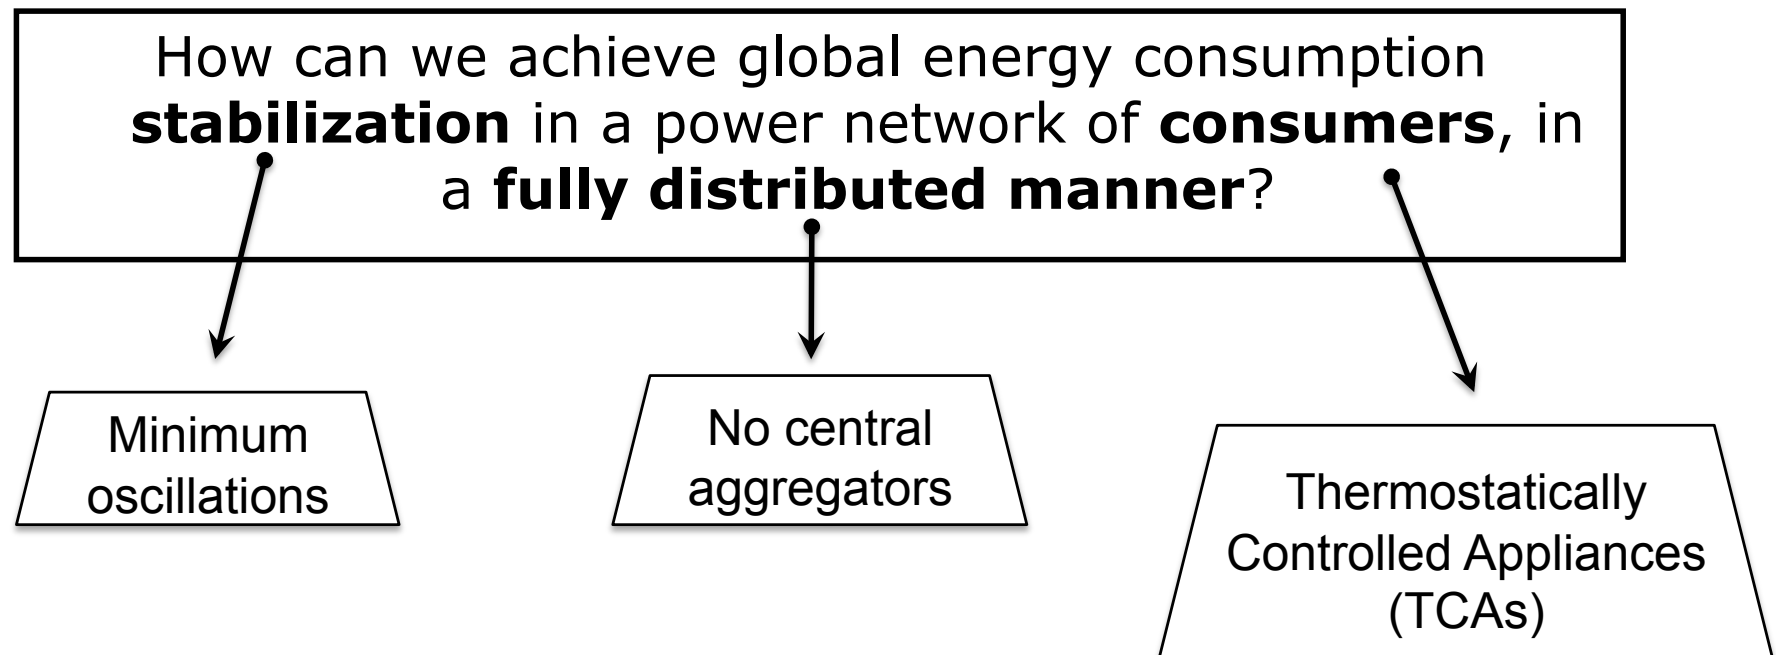 How can we achieve global energy consumption
stabilization in a power network of consumers, in
a fully distributed manner?
Minimum
oscillations
No central
aggregators
Thermostatically
Controlled Appliances
(TCAs)